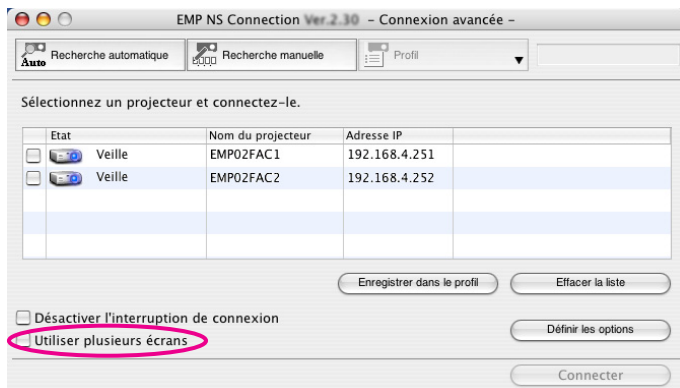 EMP NS Connection Ver.2.30 – Connexion avancée –
Auto Recherche automatique Recherche manuelle Profil
Sélectionnez un projecteur et connectez-le.
Etat Nom du projecteur Adresse IP
Veille EMP02FAC1 192.168.4.251
Veille EMP02FAC2 192.168.4.252
Enregistrer dans le profil Effacer la liste
Désactiver l'interruption de connexion
Utiliser plusieurs écrans Définir les options
Connecter